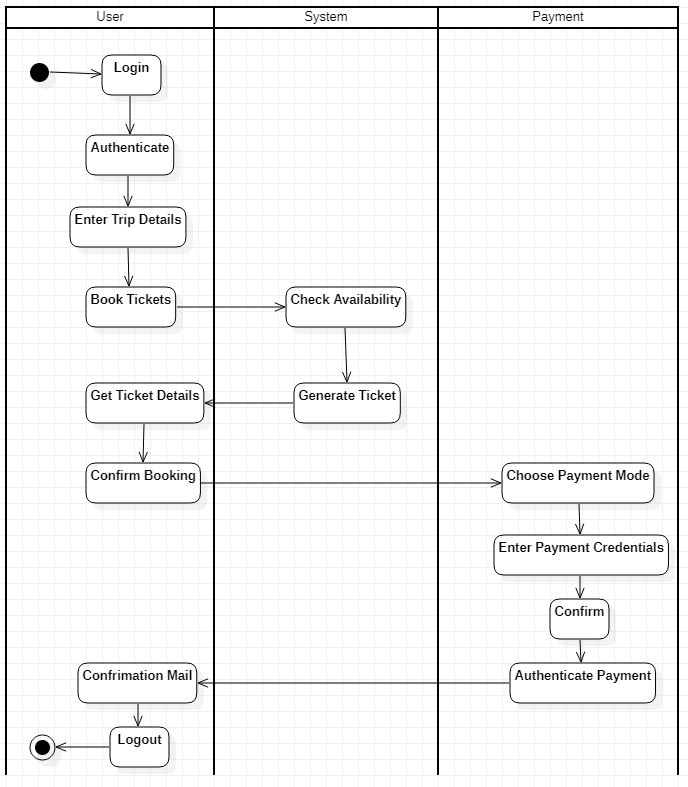 User
System
Payment
Login
Authenticate
Enter Trip Details
Book Tickets
Check Availability
Get Ticket Details
Generate Ticket
Confirm Booking
Choose Payment Mode
Enter Payment Credentials
Confirm
Confrimation Mail
Authenticate Payment
Logout